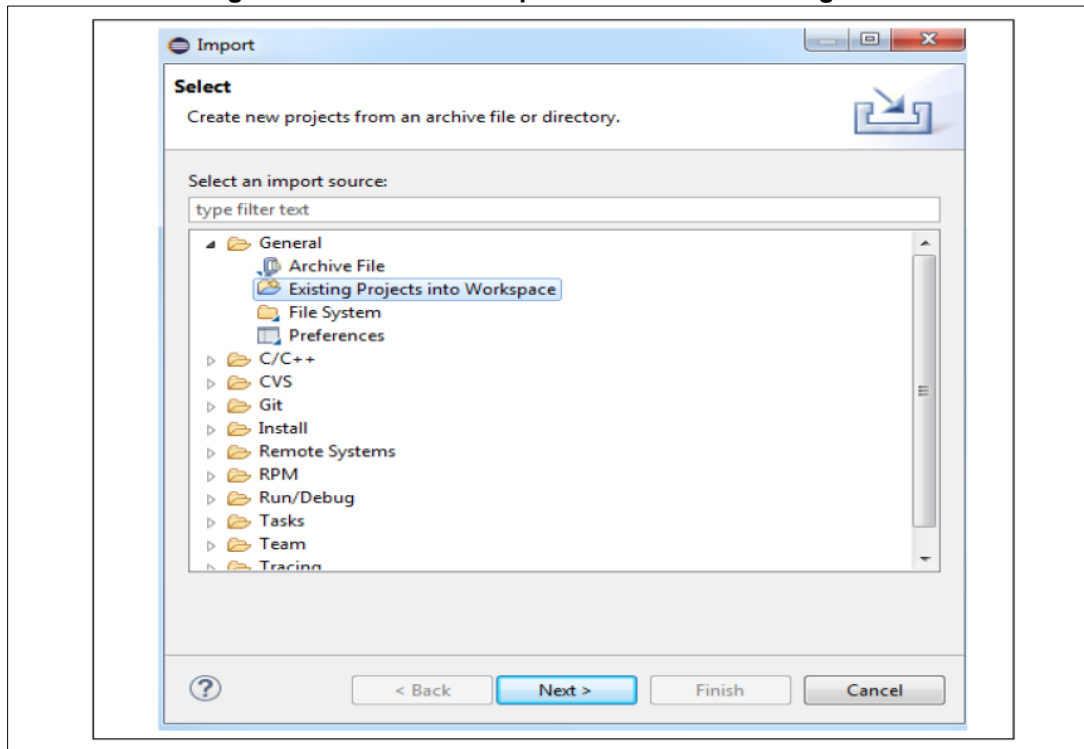 Import
Select
Create new projects from an archive file or directory.
Select an import source:
type filter text
General
Archive File
Existing Projects into Workspace
File System
Preferences
C/C++
CVS
Git
Install
Remote Systems
RPM
Run/Debug
Tasks
Team
Tracing
< Back Next > Finish Cancel